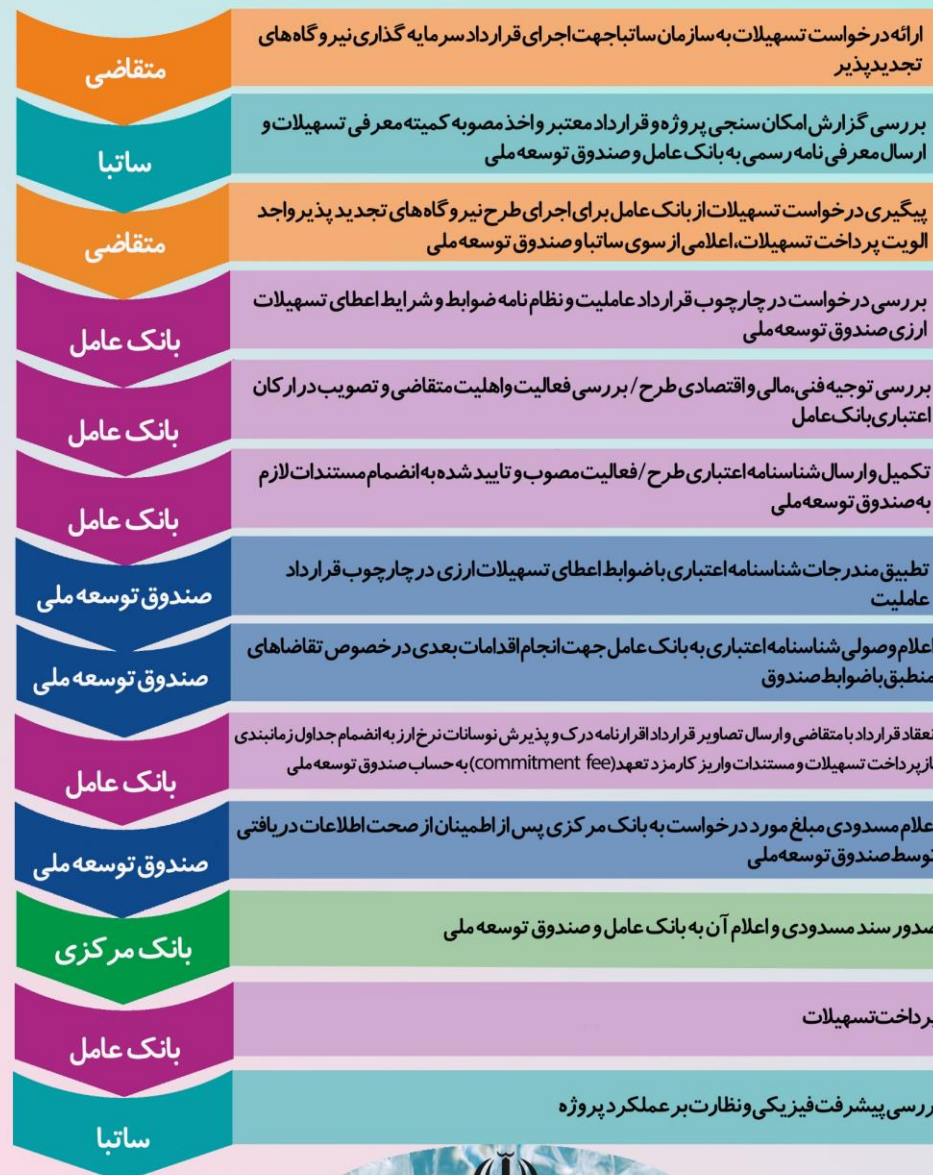 ارائه درخواست تسهیلات به سازمان ساتبا جهت اجرای قرارداد سرمایه گذاری نیروگاه‌های
تجدیدپذیر
متقاضی
بررسی گزارش امکان سنجی پروژه و قرارداد معتبر و اخذ مصوبه کمیته معرفی تسهیلات و
ارسال معرفی نامه رسمی به بانک عامل و صندوق توسعه ملی
ساتبا
پیگیری درخواست تسهیلات از بانک عامل برای اجرای طرح نیروگاه‌های تجدید پذیر واجد
الویت پرداخت تسهیلات، اعلامی از سوی ساتبا و صندوق توسعه ملی
متقاضی
بررسی درخواست در چارچوب قرارداد عاملیت و نظام نامه ضوابط و شرایط اعطای تسهیلات
ارزی صندوق توسعه ملی
بانک عامل
بررسی توجیه فنی، مالی و اقتصادی طرح / بررسی فعالیت واهلیت متقاضی و تصویب در ارکان
اعتباری بانک عامل
بانک عامل
تکمیل و ارسال شناسنامه اعتباری طرح / فعالیت مصوب و تایید شده به انضمام مستندات لازم
به صندوق توسعه ملی
بانک عامل
تطبیق مندرجات شناسنامه اعتباری با ضوابط اعطای تسهیلات ارزی در چارچوب قرارداد
عاملیت
صندوق توسعه ملی
اعلام وصولی شناسنامه اعتباری به بانک عامل جهت انجام اقدامات بعدی در خصوص تقاضاهای
منطبق با ضوابط صندوق
صندوق توسعه ملی
نعقاد قرارداد با متقاضی و ارسال تصاویر قرارداد اقرارنامه درک و پذیرش نوسانات نرخ ارز به انضمام جداول زمانبندی
بازپرداخت تسهیلات و مستندات واریز کارمزد تعهد (commitment fee) به حساب صندوق توسعه ملی
بانک عامل
علام مسدودی مبلغ مورد درخواست به بانک مرکزی پس از اطمینان از صحت اطلاعات دریافتی
توسط صندوق توسعه ملی
صندوق توسعه ملی
صدور سند مسدودی و اعلام آن به بانک عامل و صندوق توسعه ملی
بانک مرکزی
پرداخت تسهیلات
بانک عامل
بررسی پیشرفت فیزیکی و نظارت بر عملکرد پروژه
ساتبا